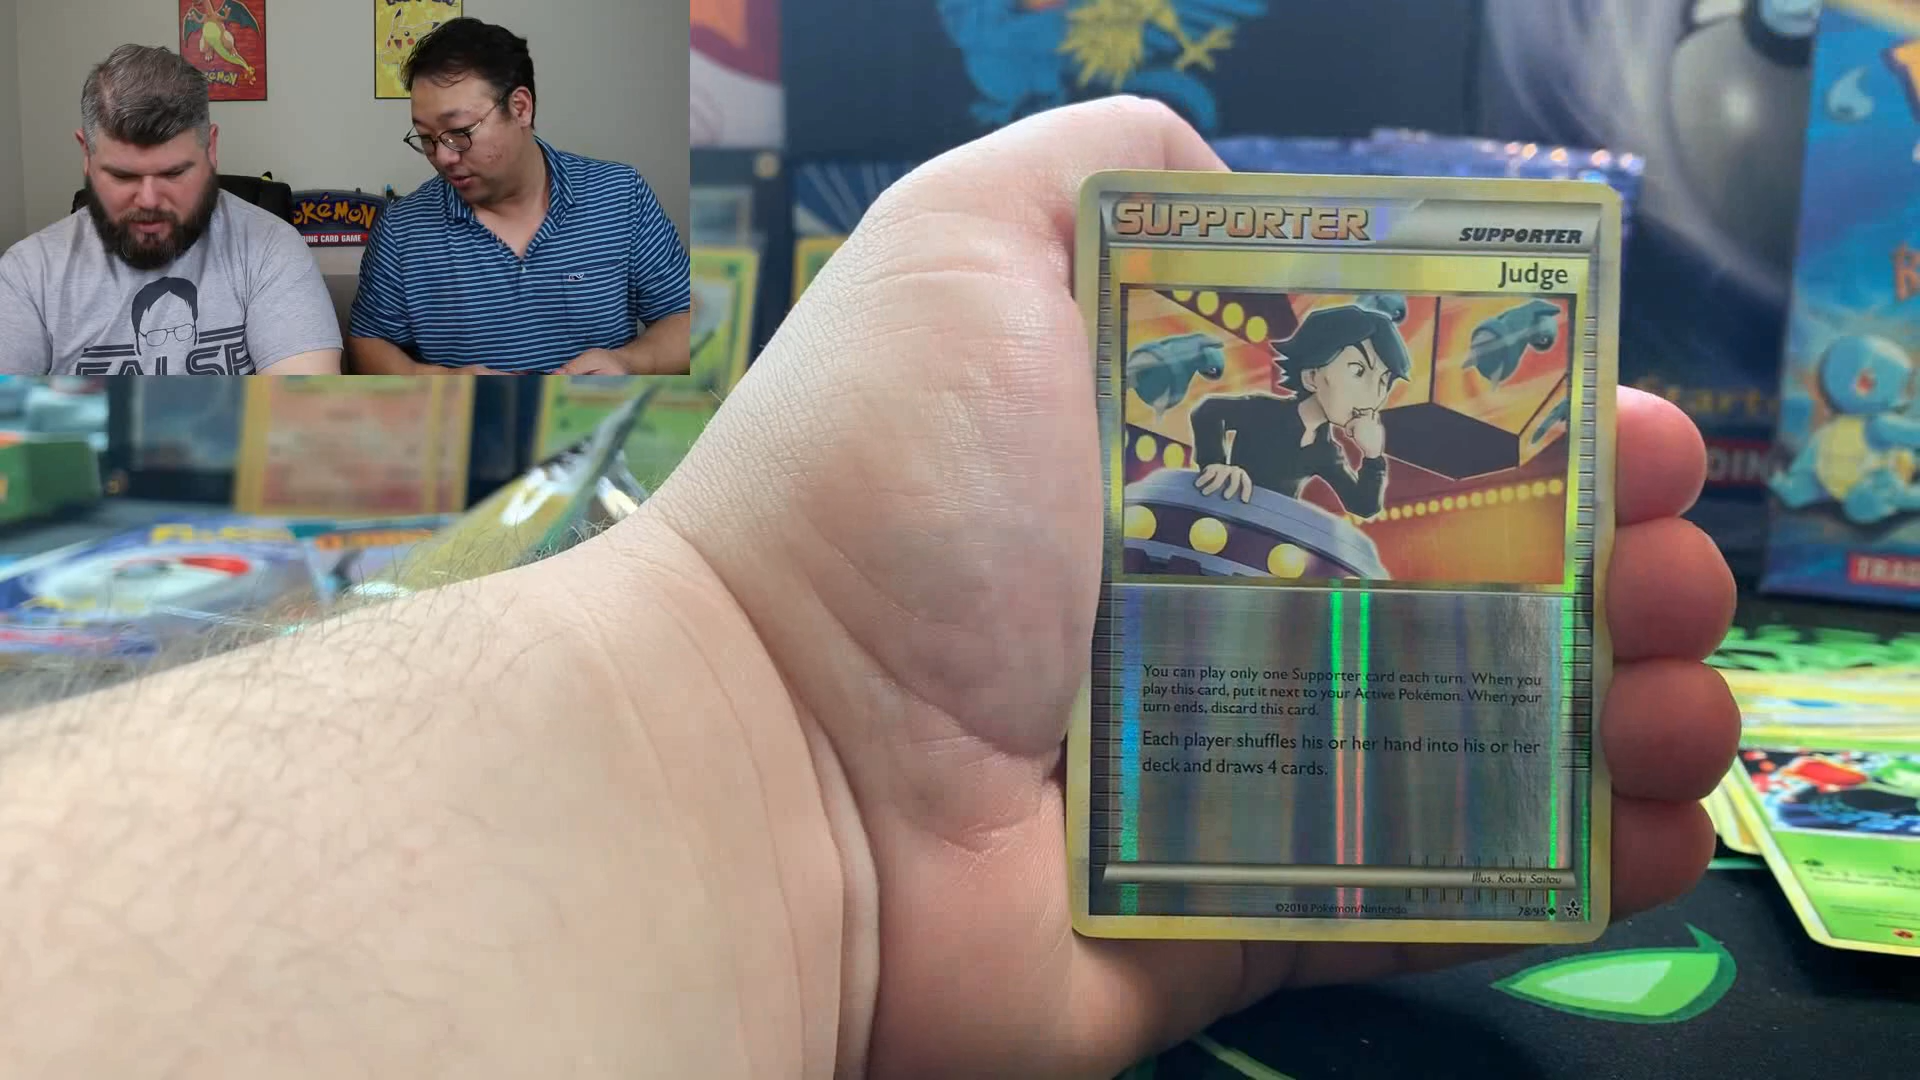 POKÉMON
FALSE
SUPPORTER
SUPPORTER
Judge
You can play only one Supporter card each turn. When you
play this card, put it next to your Active Pokémon. When your
turn ends, discard this card.
Each player shuffles his or her hand into his or her
deck and draws 4 cards.
Illus. Kouki Saitou
©2010 Pokémon/Nintendo
78/95